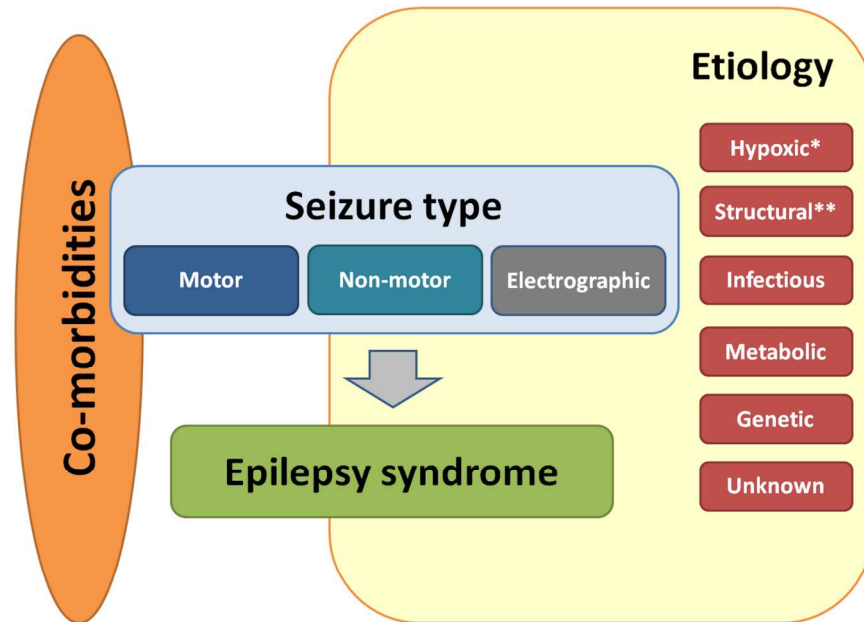 Etiology
Hypoxic*
Structural**
Infectious
Metabolic
Genetic
Unknown
Co-morbidities
Seizure type
Motor
Non-motor
Electrographic
Epilepsy syndrome